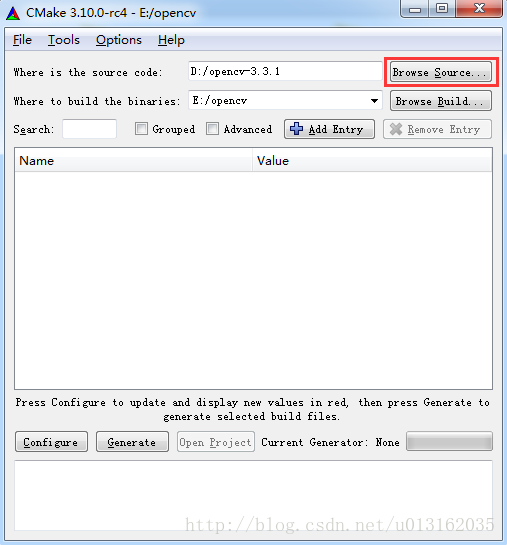 CMake 3.10.0-rc4 - E:/opencv
File Tools Options Help
Where is the source code: D:/opencv-3.3.1 Browse Source...
Where to build the binaries: E:/opencv Browse Build...
Search: Grouped Advanced Add Entry Remove Entry
Name Value
Press Configure to update and display new values in red, then press Generate to
generate selected build files.
Configure Generate Open Project Current Generator: None
http://blog.csdn.net/u013162035